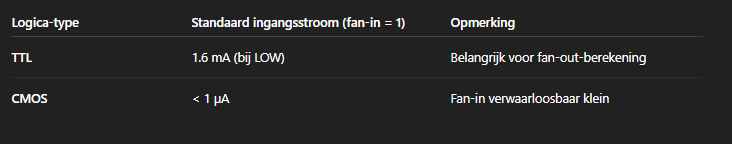 Logica-type Standaard ingangsstroom (fan-in = 1) Opmerking
TTL 1.6 mA (bij LOW) Belangrijk voor fan-out-berekening
CMOS < 1 µA Fan-in verwaarloosbaar klein